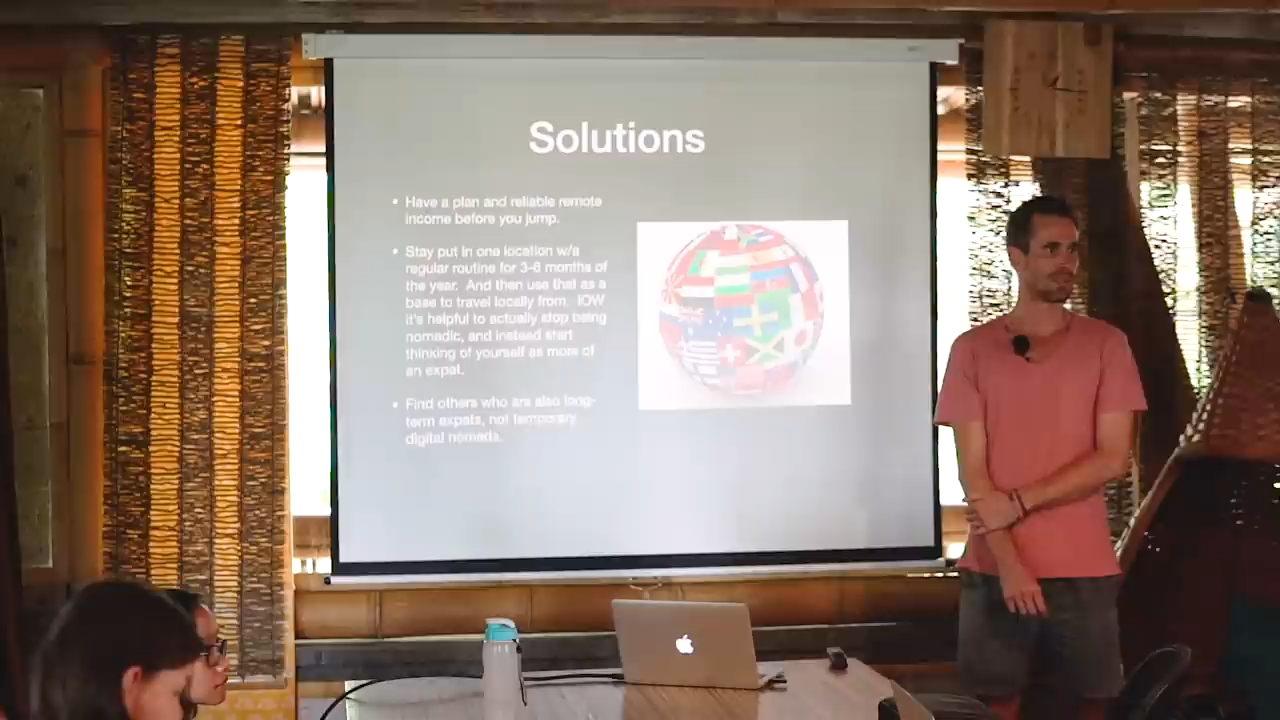 Solutions
• Have a plan and reliable remote
income before you jump.
• Stay put in one location w/a
regular routine for 3-6 months of
the year. And then use that as a
base to travel locally from. IOW
it's helpful to actually stop being
nomadic, and instead start
thinking of yourself as more of
an expat.
• Find others who are also long-
term expats, not temporary
digital nomads.